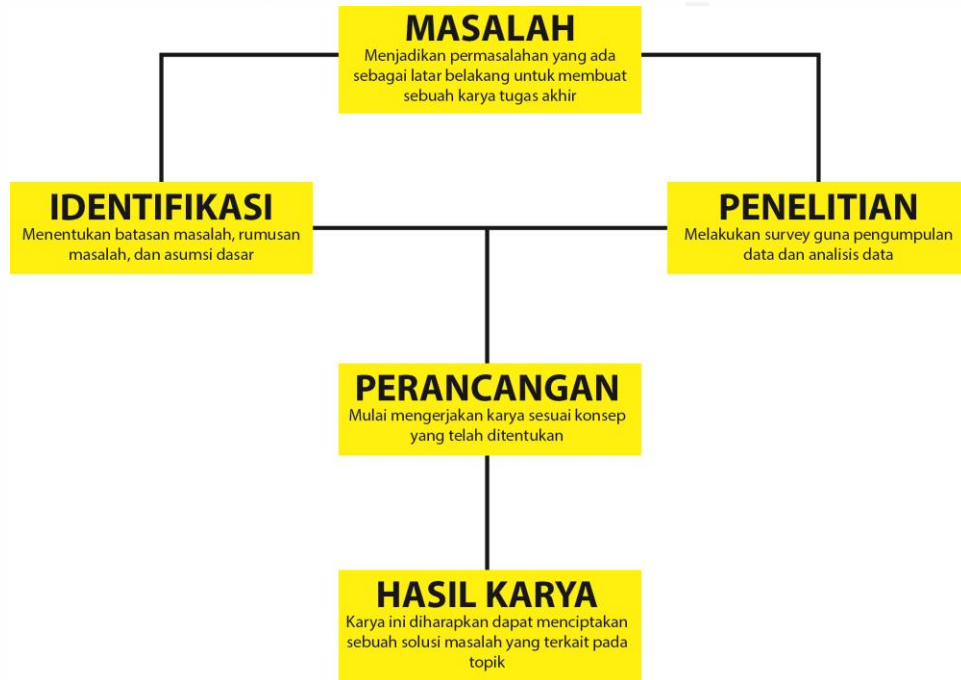 MASALAH
Menjadikan permasalahan yang ada
sebagai latar belakang untuk membuat
sebuah karya tugas akhir
IDENTIFIKASI
Menentukan batasan masalah, rumusan
masalah, dan asumsi dasar
PENELITIAN
Melakukan survey guna pengumpulan
data dan analisis data
PERANCANGAN
Mulai mengerjakan karya sesuai konsep
yang telah ditentukan
HASIL KARYA
Karya ini diharapkan dapat menciptakan
sebuah solusi masalah yang terkait pada
topik